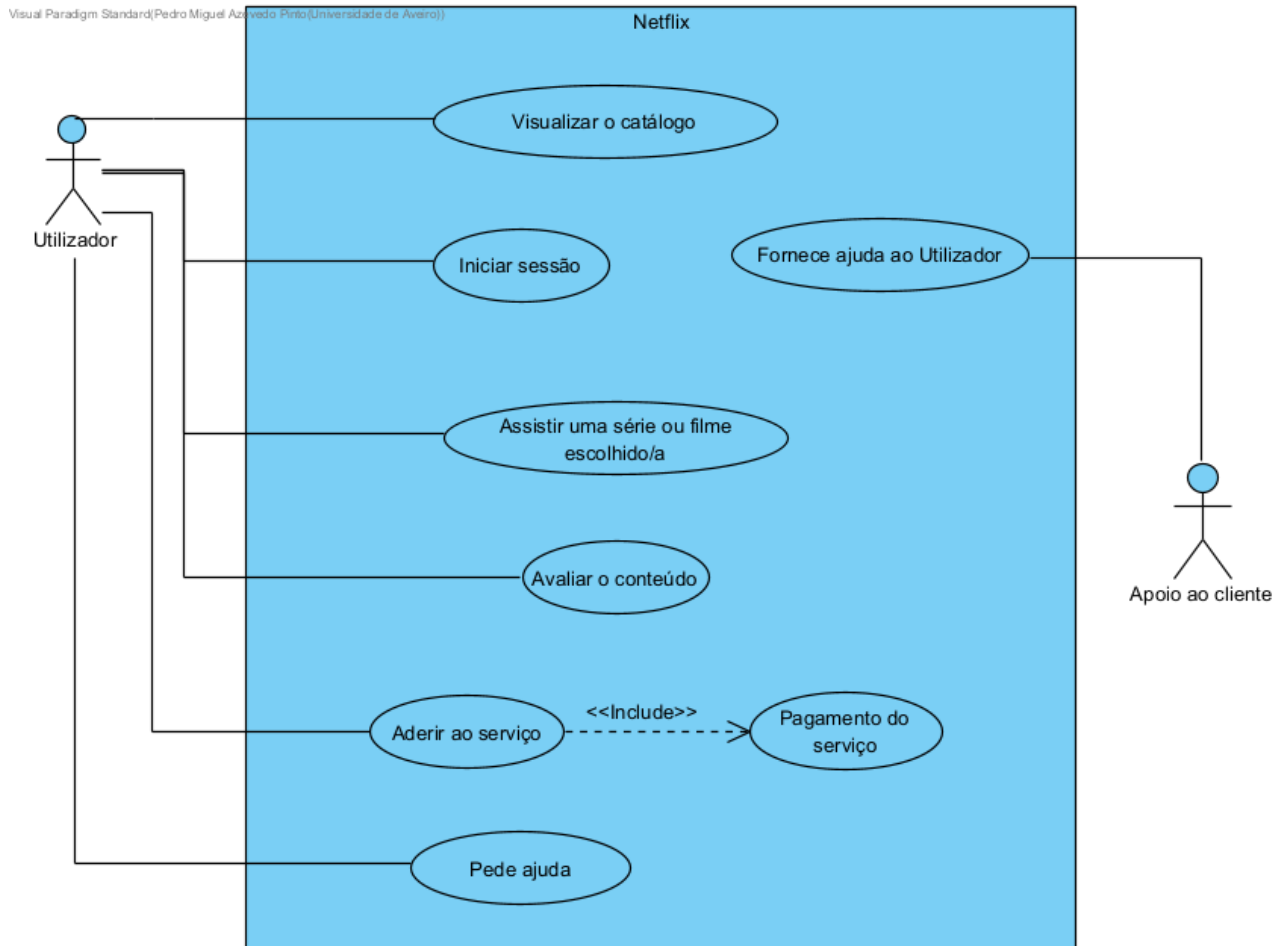 Visual Paradigm Standard(Pedro Miguel Azevedo Pinto(Universidade de Aveiro))
Netflix
Visualizar o catálogo
Utilizador
Iniciar sessão
Fornece ajuda ao Utilizador
Assistir uma série ou filme
escolhido/a
Avaliar o conteúdo
Apoio ao cliente
Aderir ao serviço
<<Include>>
Pagamento do
serviço
Pede ajuda